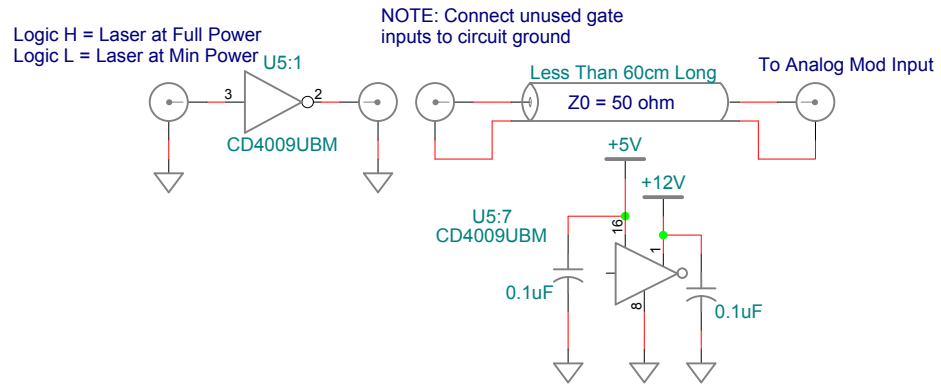 NOTE: Connect unused gate
inputs to circuit ground
Logic H = Laser at Full Power
Logic L = Laser at Min Power
U5:1
3
2
CD4009UBM
Less Than 60cm Long
Z0 = 50 ohm
To Analog Mod Input
+5V
+12V
U5:7
CD4009UBM
16
1
8
0.1uF
0.1uF